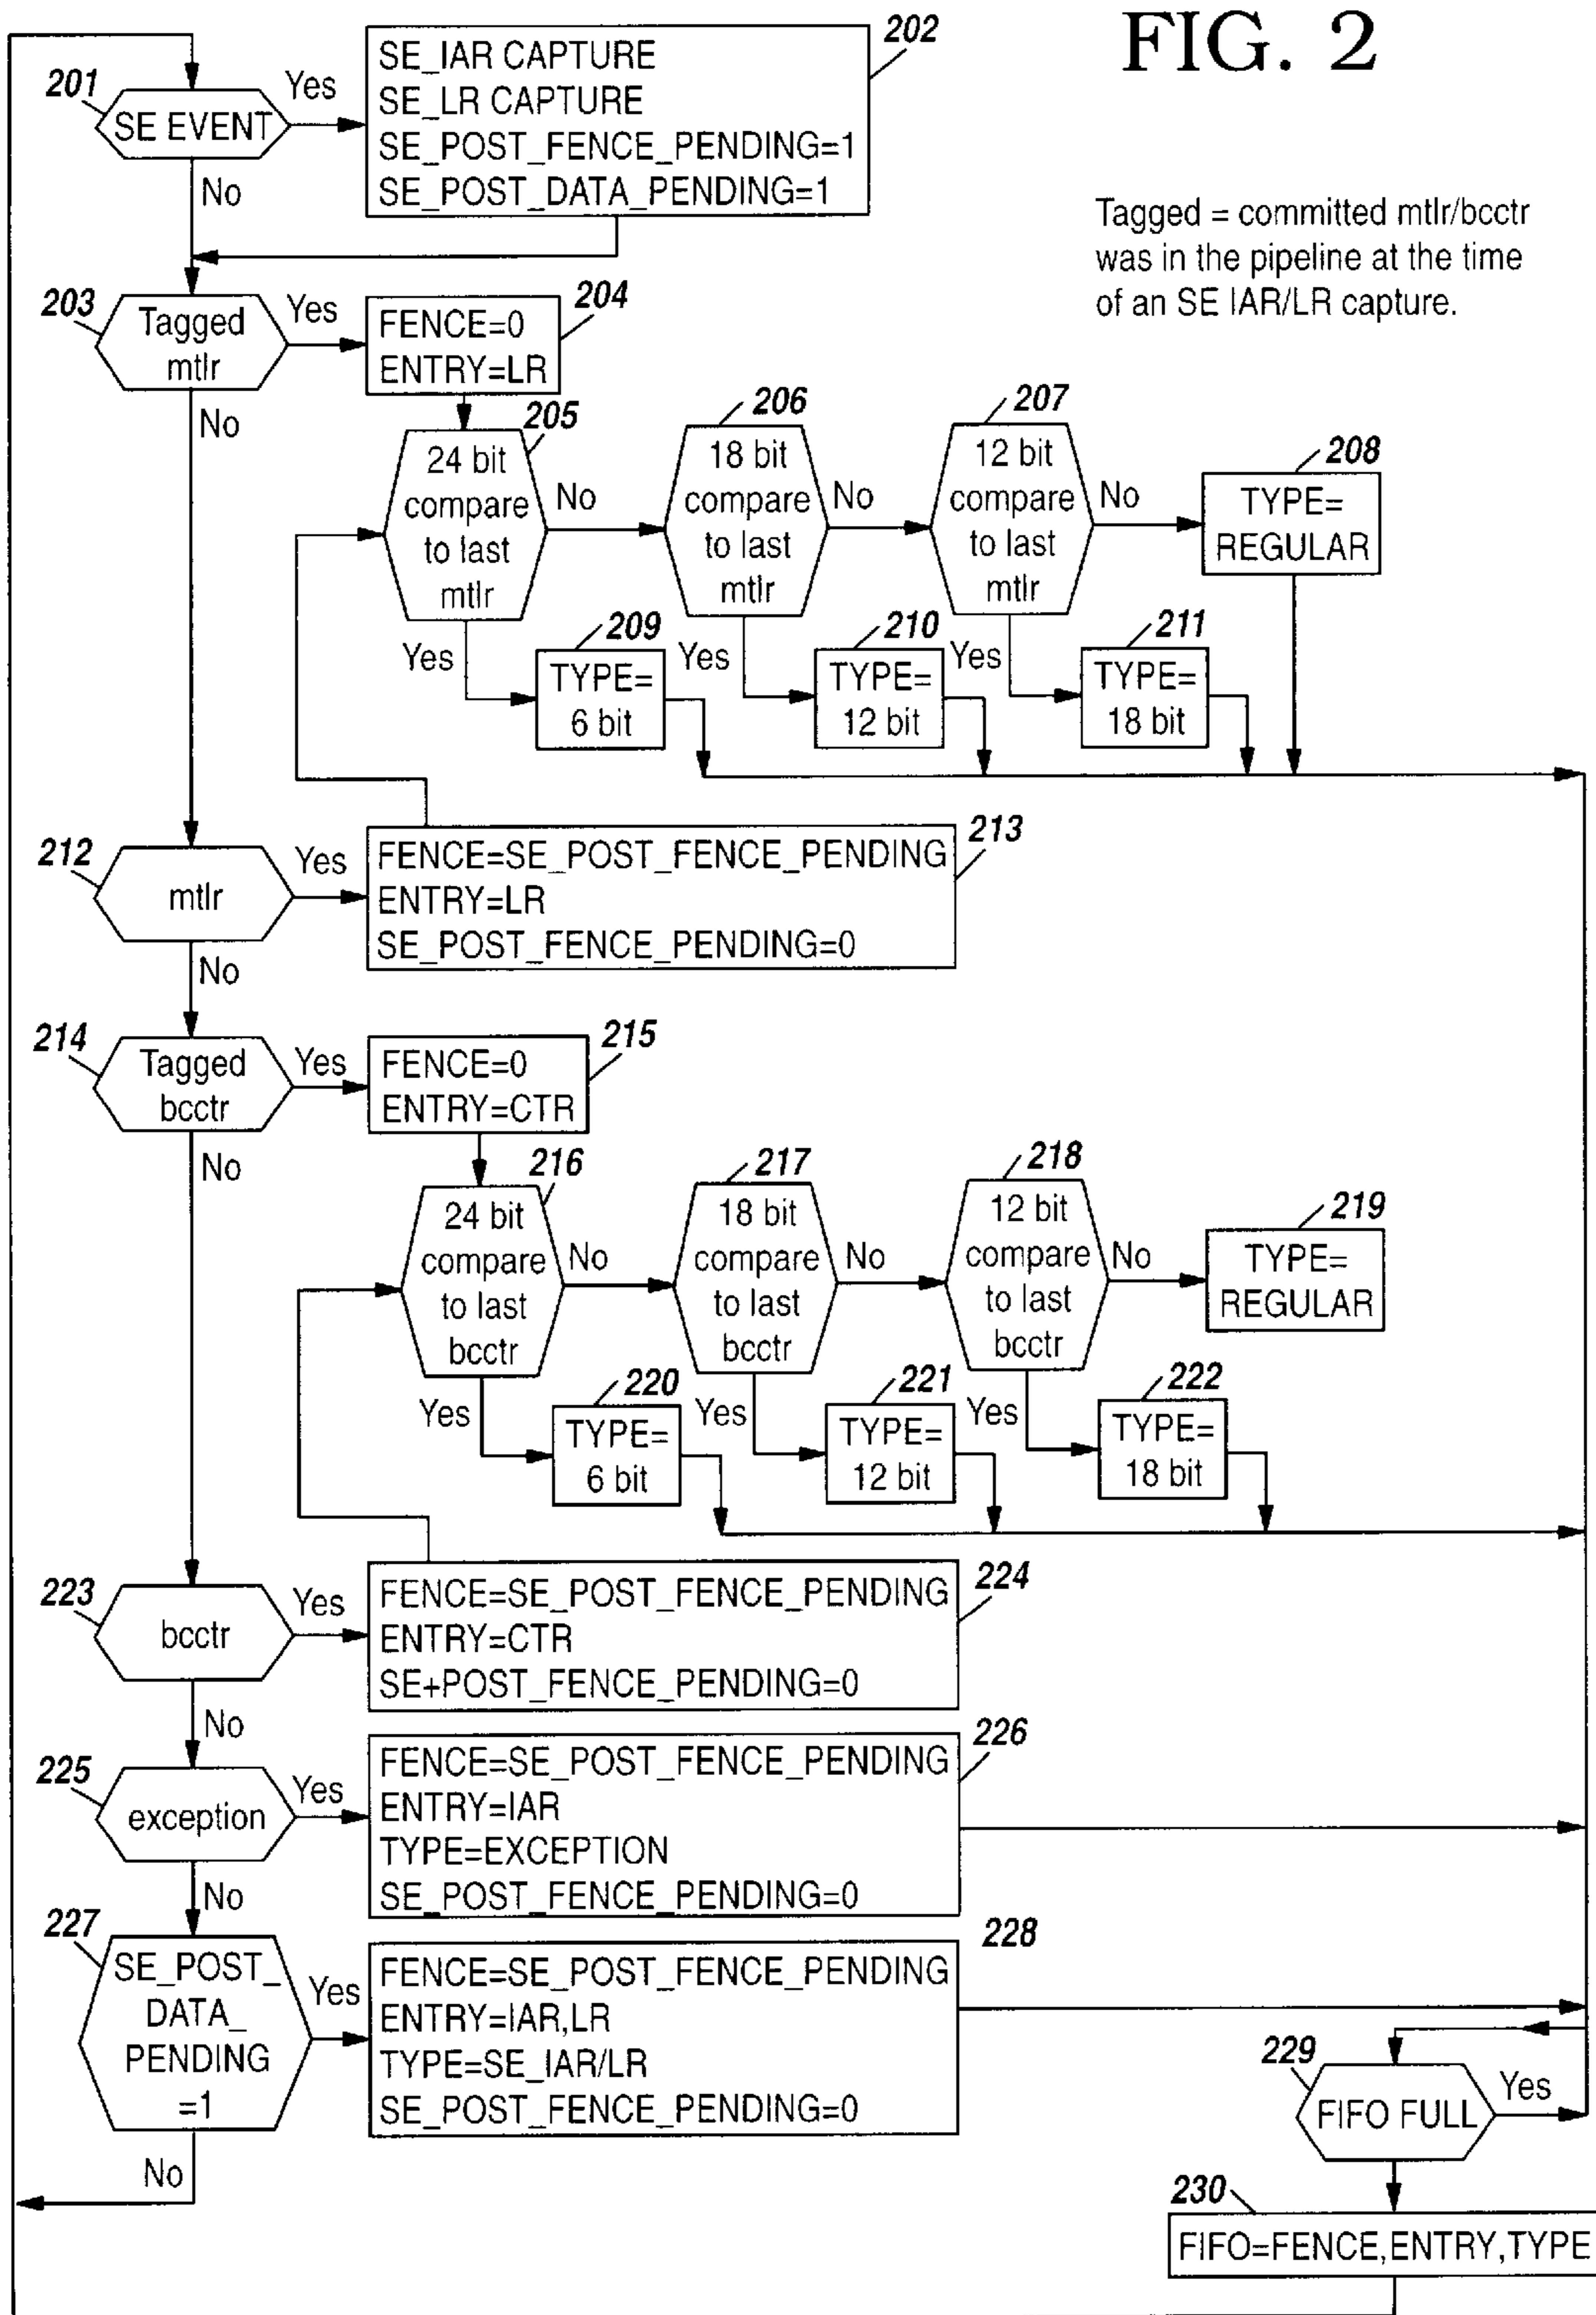 FIG. 2
201
SE EVENT
Yes
No
202
SE_IAR CAPTURE
SE_LR CAPTURE
SE_POST_FENCE_PENDING=1
SE_POST_DATA_PENDING=1
Tagged = committed mtlr/bcctr
was in the pipeline at the time
of an SE IAR/LR capture.
203
Tagged
mtlr
Yes
No
204
FENCE=0
ENTRY=LR
205
24 bit
compare
to last
mtlr
No
Yes
206
18 bit
compare
to last
mtlr
No
Yes
207
12 bit
compare
to last
mtlr
No
Yes
208
TYPE=
REGULAR
209
TYPE=
6 bit
210
TYPE=
12 bit
211
TYPE=
18 bit
212
mtlr
Yes
No
213
FENCE=SE_POST_FENCE_PENDING
ENTRY=LR
SE_POST_FENCE_PENDING=0
214
Tagged
bcctr
Yes
No
215
FENCE=0
ENTRY=CTR
216
24 bit
compare
to last
bcctr
No
Yes
217
18 bit
compare
to last
bcctr
No
Yes
218
12 bit
compare
to last
bcctr
No
Yes
219
TYPE=
REGULAR
220
TYPE=
6 bit
221
TYPE=
12 bit
222
TYPE=
18 bit
223
bcctr
Yes
No
224
FENCE=SE_POST_FENCE_PENDING
ENTRY=CTR
SE+POST_FENCE_PENDING=0
225
exception
Yes
No
226
FENCE=SE_POST_FENCE_PENDING
ENTRY=IAR
TYPE=EXCEPTION
SE_POST_FENCE_PENDING=0
227
SE_POST_
DATA_
PENDING
=1
Yes
No
228
FENCE=SE_POST_FENCE_PENDING
ENTRY=IAR,LR
TYPE=SE_IAR/LR
SE_POST_FENCE_PENDING=0
229
FIFO FULL
Yes
230
FIFO=FENCE,ENTRY,TYPE